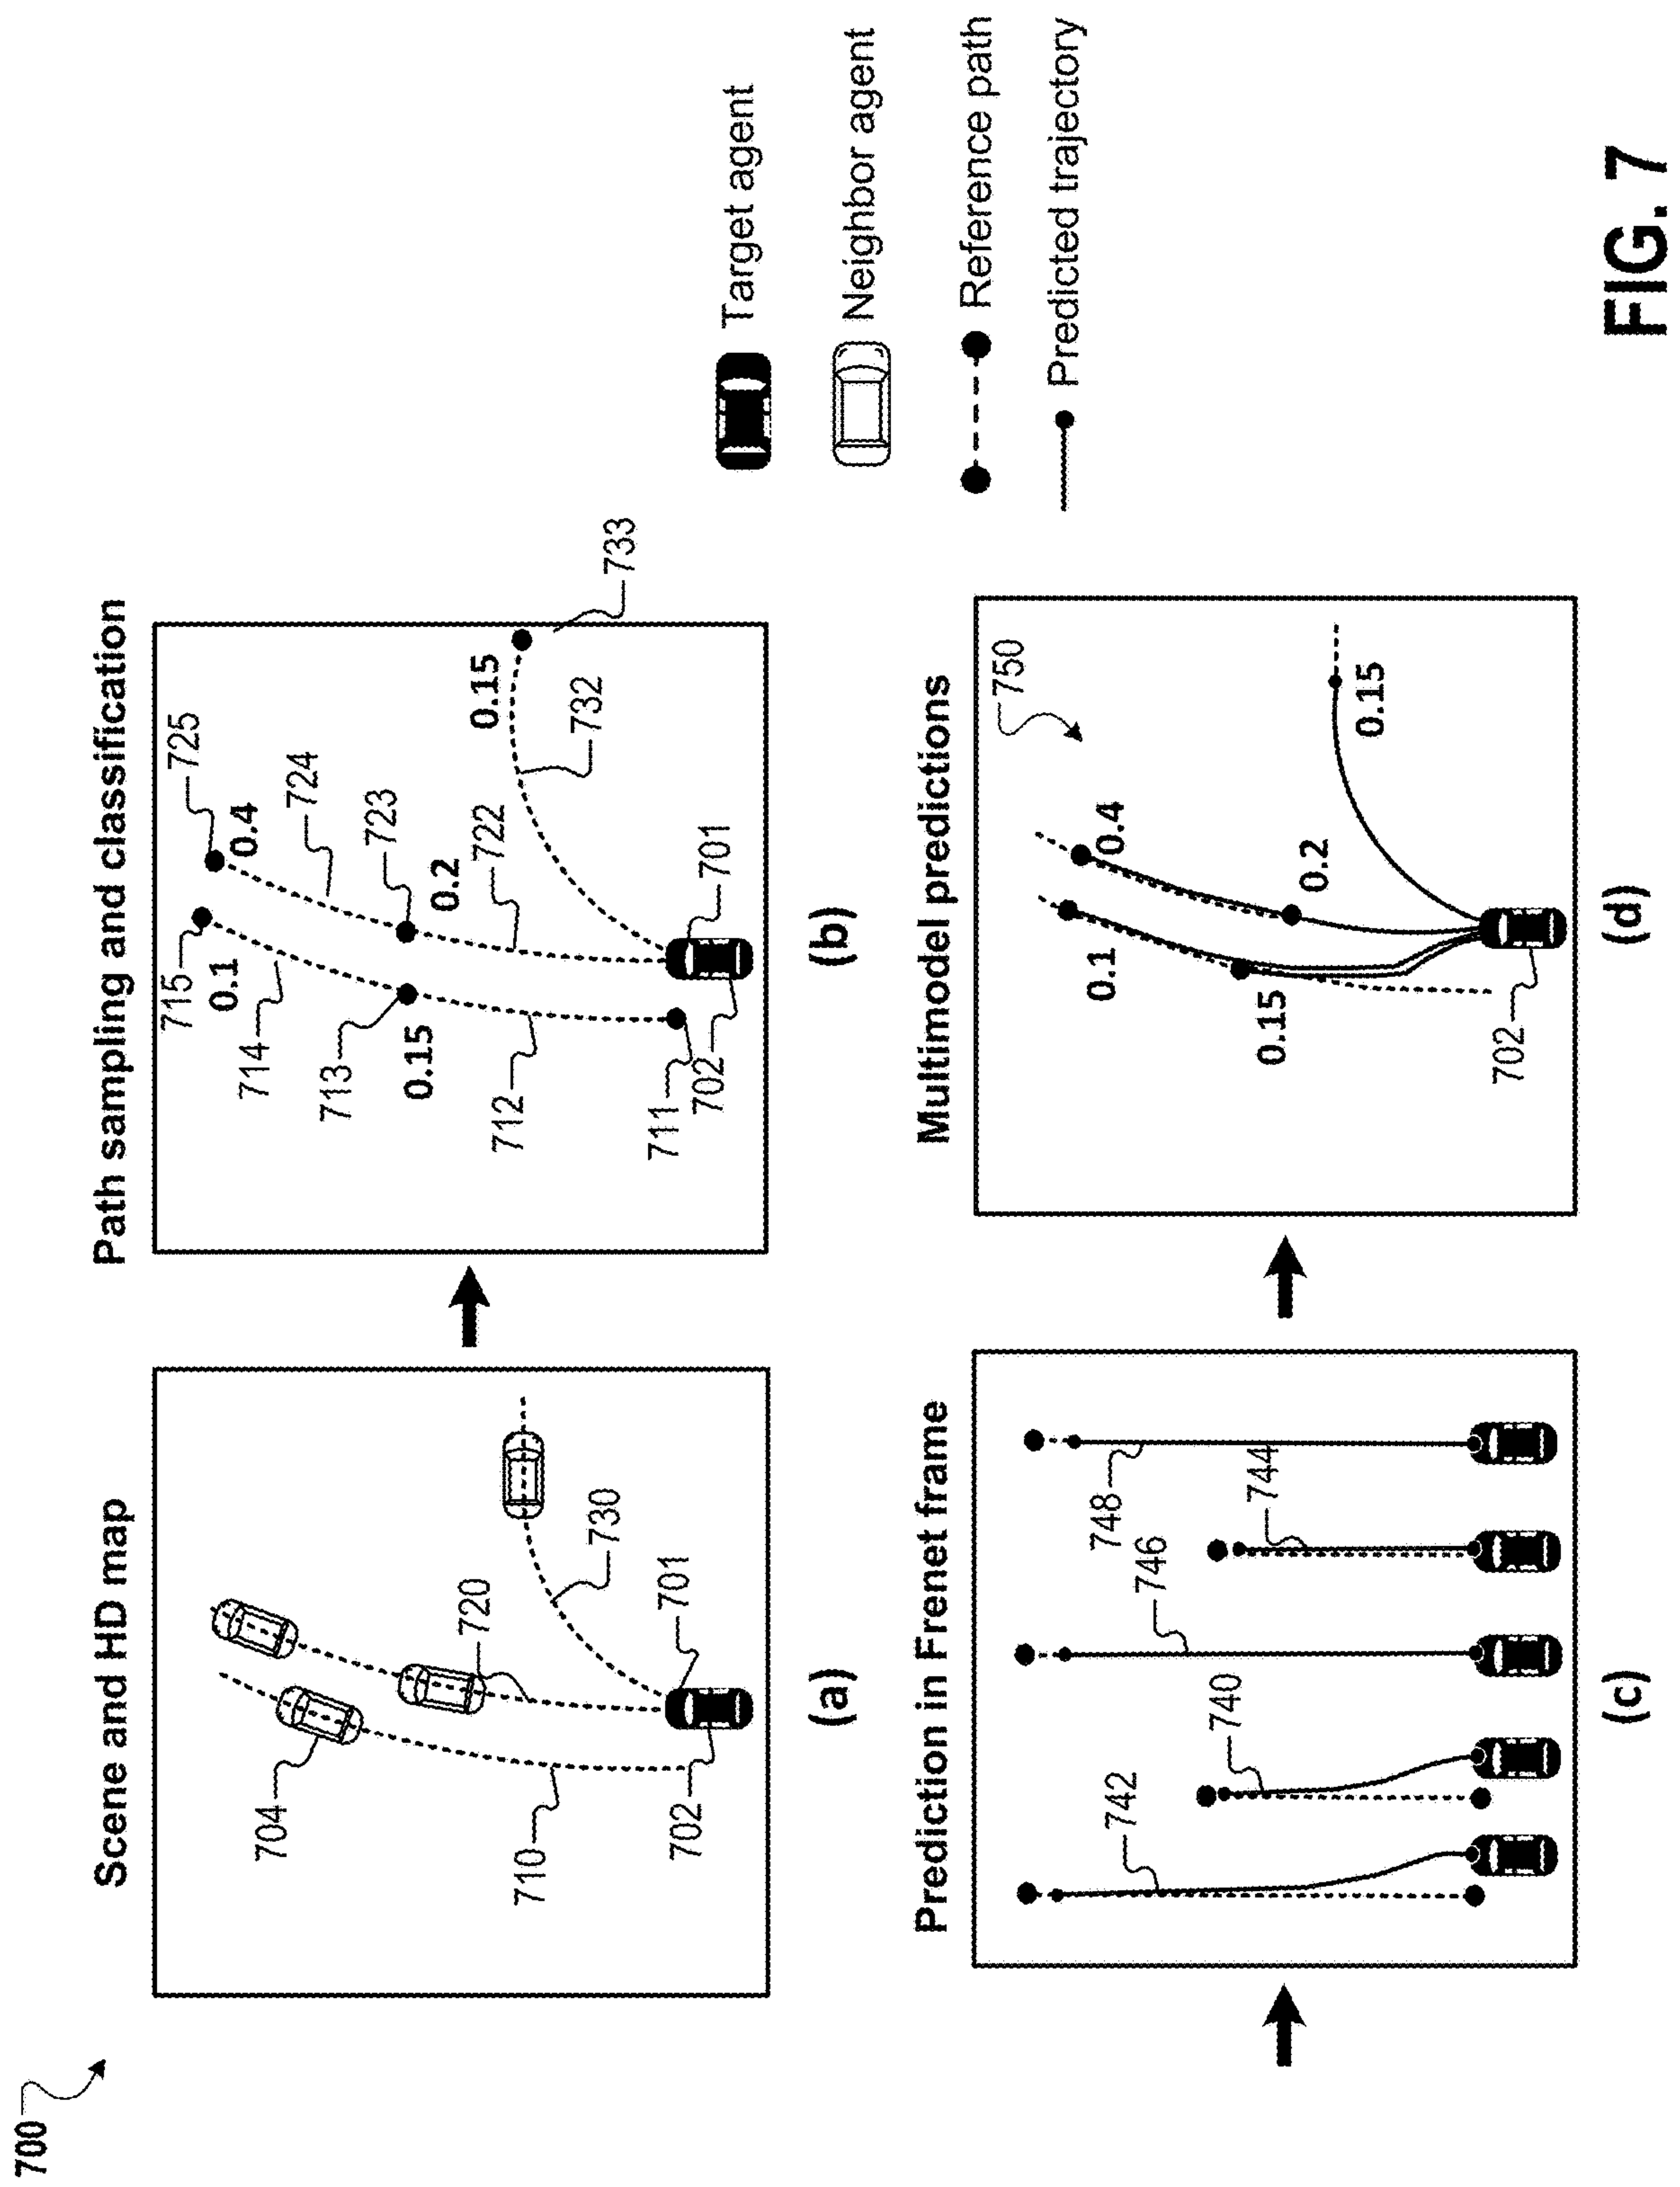 700
Scene and HD map
704
710
720
730
701
702
(a)
Path sampling and classification
715
725
0.1
0.4
714
724
713
723
0.15
0.2
712
722
0.15
732
733
711
702
701
(b)
Prediction in Frenet frame
742
740
746
748
744
(c)
Multimodel predictions
750
0.1
0.4
0.15
0.2
0.15
702
(d)
Target agent
Neighbor agent
Reference path
Predicted trajectory
FIG. 7